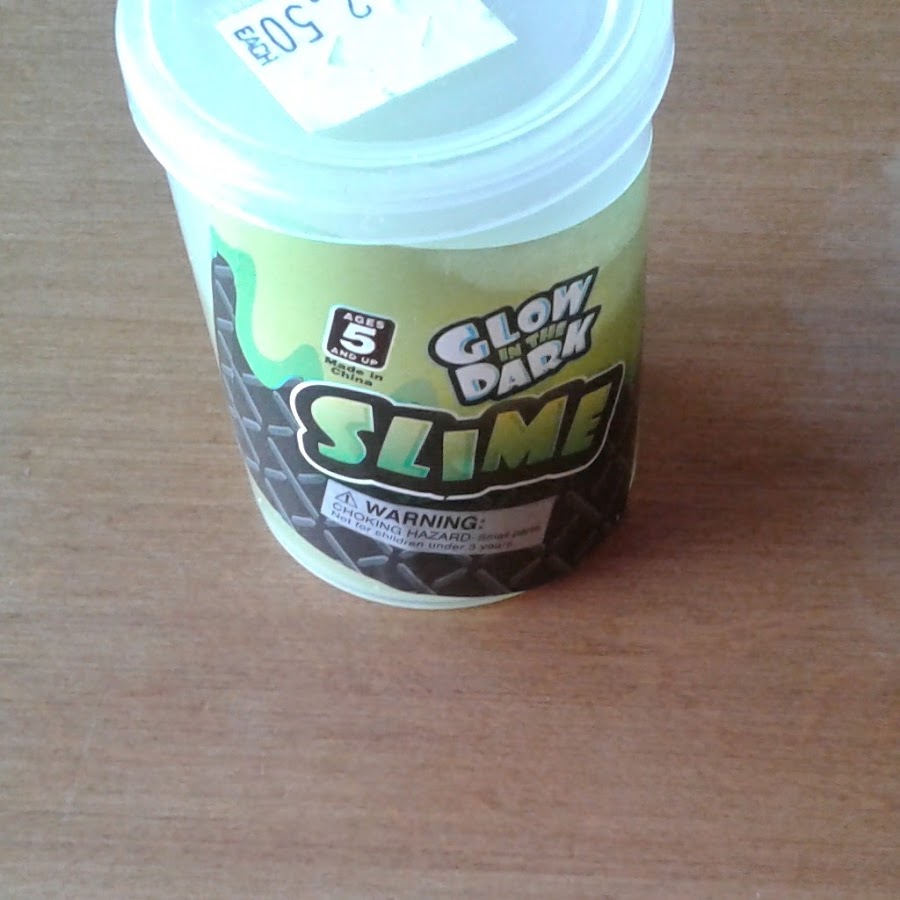 2.50
EACH
AGES
5
AND UP
Made in
China
GLOW
IN THE
DARK
SLIME
⚠ WARNING:
CHOKING HAZARD- Small parts
Not for children under 3 years